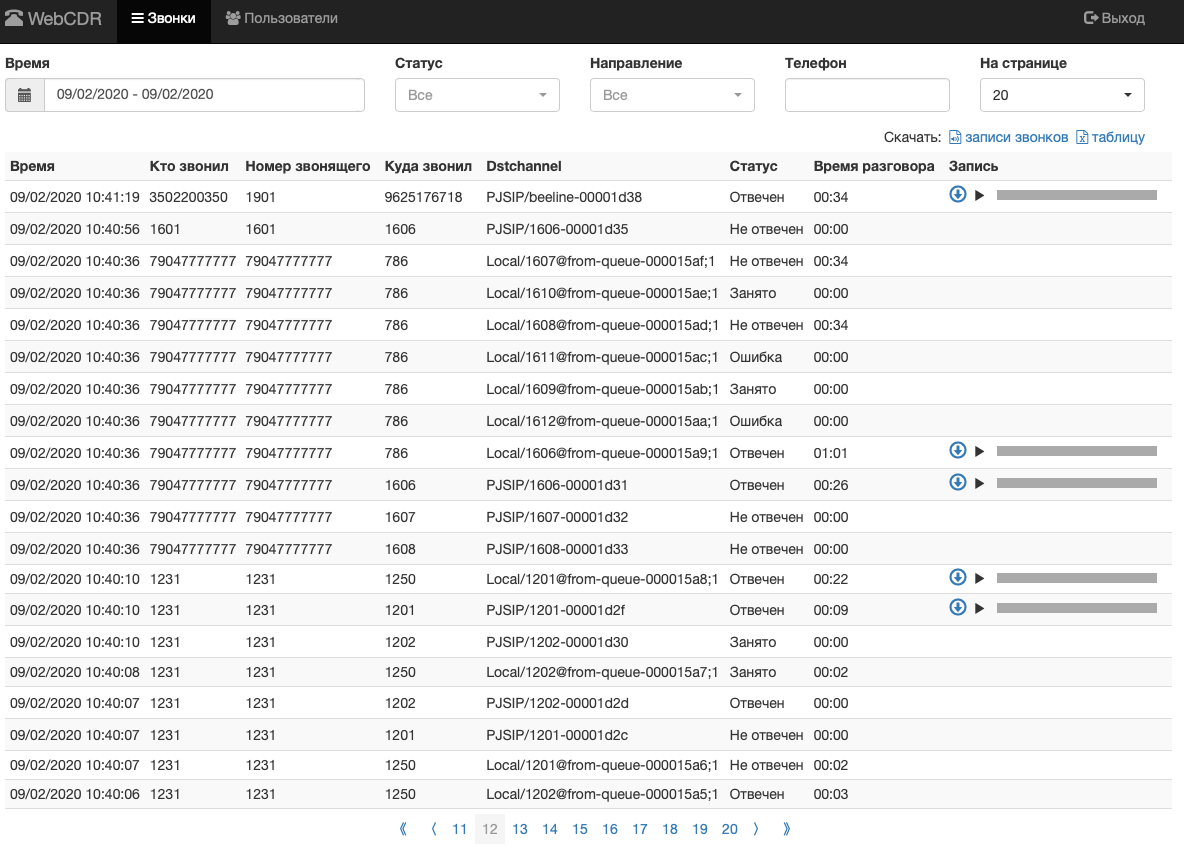 WebCDR Звонки Пользователи Выход
Время Статус Направление Телефон На странице
09/02/2020 - 09/02/2020 Все Все 20
Скачать: записи звонков таблицу
Время Кто звонил Номер звонящего Куда звонил Dstchannel Статус Время разговора Запись
09/02/2020 10:41:19 3502200350 1901 9625176718 PJSIP/beeline-00001d38 Отвечен 00:34
09/02/2020 10:40:56 1601 1601 1606 PJSIP/1606-00001d35 Не отвечен 00:00
09/02/2020 10:40:36 79047777777 79047777777 786 Local/1607@from-queue-000015af;1 Не отвечен 00:34
09/02/2020 10:40:36 79047777777 79047777777 786 Local/1610@from-queue-000015ae;1 Занято 00:00
09/02/2020 10:40:36 79047777777 79047777777 786 Local/1608@from-queue-000015ad;1 Не отвечен 00:34
09/02/2020 10:40:36 79047777777 79047777777 786 Local/1611@from-queue-000015ac;1 Ошибка 00:00
09/02/2020 10:40:36 79047777777 79047777777 786 Local/1609@from-queue-000015ab;1 Занято 00:00
09/02/2020 10:40:36 79047777777 79047777777 786 Local/1612@from-queue-000015aa;1 Ошибка 00:00
09/02/2020 10:40:36 79047777777 79047777777 786 Local/1606@from-queue-000015a9;1 Отвечен 01:01
09/02/2020 10:40:36 79047777777 79047777777 1606 PJSIP/1606-00001d31 Отвечен 00:26
09/02/2020 10:40:36 79047777777 79047777777 1607 PJSIP/1607-00001d32 Не отвечен 00:00
09/02/2020 10:40:36 79047777777 79047777777 1608 PJSIP/1608-00001d33 Не отвечен 00:00
09/02/2020 10:40:10 1231 1231 1250 Local/1201@from-queue-000015a8;1 Отвечен 00:22
09/02/2020 10:40:10 1231 1231 1201 PJSIP/1201-00001d2f Отвечен 00:09
09/02/2020 10:40:10 1231 1231 1202 PJSIP/1202-00001d30 Занято 00:00
09/02/2020 10:40:08 1231 1231 1250 Local/1202@from-queue-000015a7;1 Занято 00:02
09/02/2020 10:40:07 1231 1231 1202 PJSIP/1202-00001d2d Отвечен 00:00
09/02/2020 10:40:07 1231 1231 1201 PJSIP/1201-00001d2c Не отвечен 00:00
09/02/2020 10:40:07 1231 1231 1250 Local/1201@from-queue-000015a6;1 Не отвечен 00:02
09/02/2020 10:40:06 1231 1231 1250 Local/1202@from-queue-000015a5;1 Отвечен 00:03
⟪ ⟨ 11 12 13 14 15 16 17 18 19 20 ⟩ ⟫